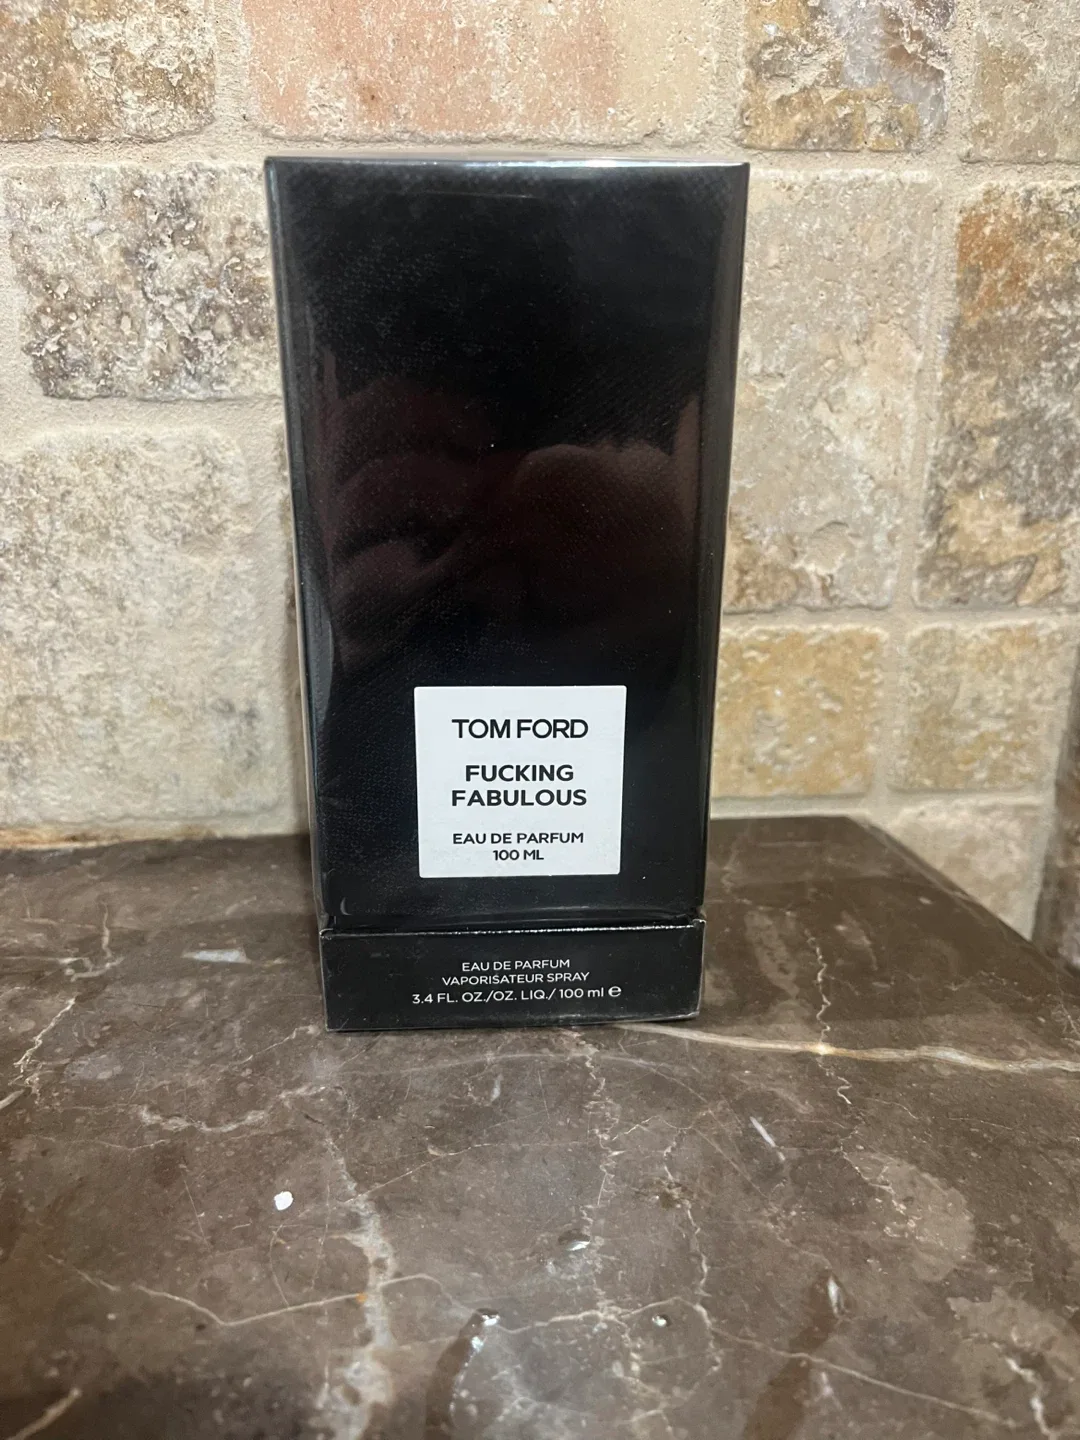 TOM FORD
FUCKING
FABULOUS
EAU DE PARFUM
100 ML
EAU DE PARFUM
VAPORISATEUR SPRAY
3.4 FL. OZ./OZ. LIQ./ 100 ml ℮